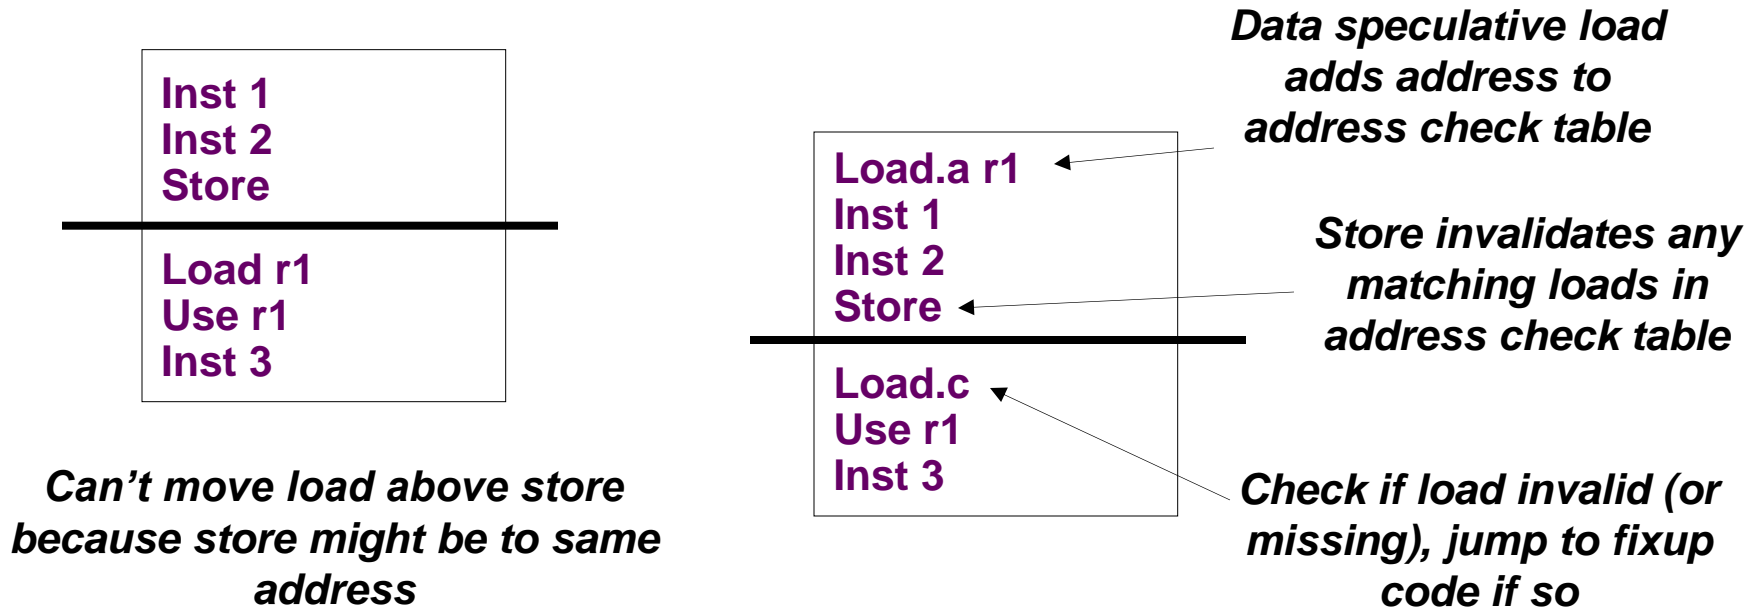 Inst 1
Inst 2
Store
Load r1
Use r1
Inst 3
Can’t move load above store
because store might be to same
address
Load.a r1
Inst 1
Inst 2
Store
Load.c
Use r1
Inst 3
Data speculative load
adds address to
address check table
Store invalidates any
matching loads in
address check table
Check if load invalid (or
missing), jump to fixup
code if so